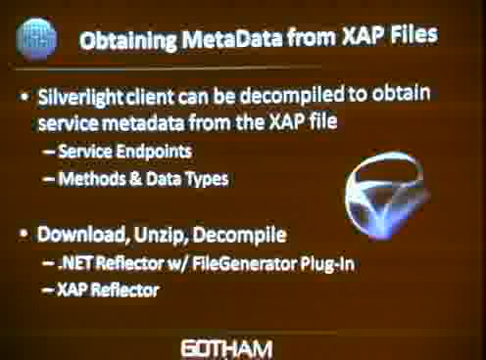 Obtaining MetaData from XAP Files
• Silverlight client can be decompiled to obtain
service metadata from the XAP file
– Service Endpoints
– Methods & Data Types
• Download, Unzip, Decompile
– .NET Reflector w/ FileGenerator Plug-In
– XAP Reflector
GOTHAM